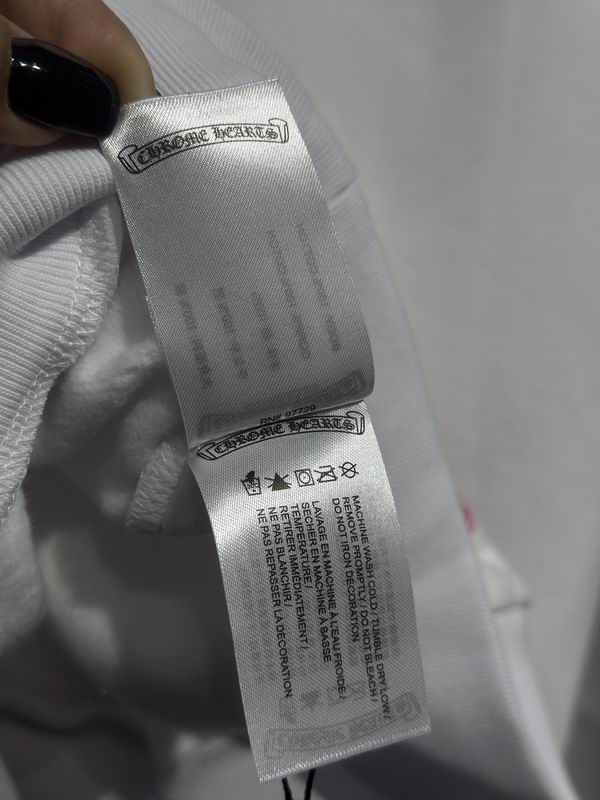 CHROME HEARTS
RN# 97729
CHROME HEARTS
MACHINE WASH COLD / TUMBLE DRY LOW /
REMOVE PROMPTLY / DO NOT BLEACH /
DO NOT IRON DECORATION
LAVAGE EN MACHINE À L'EAU FROIDE /
SECHER EN MACHINE À BASSE
TEMPERATURE /
RETIRER IMMÉDIATEMENT /
NE PAS BLANCHIR /
NE PAS REPASSER LA DECORATION